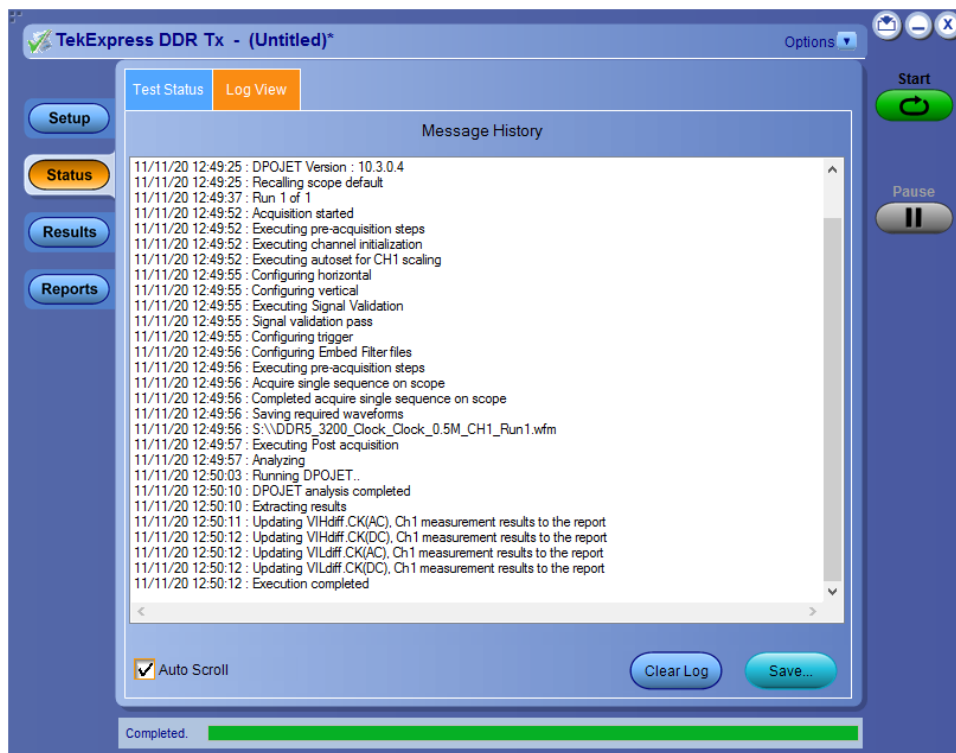 TekExpress DDR Tx - (Untitled)*
Options
Start
Test Status
Log View
Setup
Message History
Status
11/11/20 12:49:25 : DPOJET Version : 10.3.0.4
11/11/20 12:49:25 : Recalling scope default
11/11/20 12:49:37 : Run 1 of 1
11/11/20 12:49:52 : Acquisition started
11/11/20 12:49:52 : Executing pre-acquisition steps
11/11/20 12:49:52 : Executing channel initialization
11/11/20 12:49:52 : Executing autoset for CH1 scaling
11/11/20 12:49:55 : Configuring horizontal
11/11/20 12:49:55 : Configuring vertical
11/11/20 12:49:55 : Executing Signal Validation
11/11/20 12:49:55 : Signal validation pass
11/11/20 12:49:55 : Configuring trigger
11/11/20 12:49:56 : Configuring Embed Filter files
11/11/20 12:49:56 : Executing pre-acquisition steps
11/11/20 12:49:56 : Acquire single sequence on scope
11/11/20 12:49:56 : Completed acquire single sequence on scope
11/11/20 12:49:56 : Saving required waveforms
11/11/20 12:49:56 : S:\\DDR5_3200_Clock_Clock_0.5M_CH1_Run1.wfm
11/11/20 12:49:57 : Executing Post acquisition
11/11/20 12:49:57 : Analyzing
11/11/20 12:50:03 : Running DPOJET..
11/11/20 12:50:10 : DPOJET analysis completed
11/11/20 12:50:10 : Extracting results
11/11/20 12:50:11 : Updating VIHdiff.CK(AC), Ch1 measurement results to the report
11/11/20 12:50:12 : Updating VIHdiff.CK(DC), Ch1 measurement results to the report
11/11/20 12:50:12 : Updating VILdiff.CK(AC), Ch1 measurement results to the report
11/11/20 12:50:12 : Updating VILdiff.CK(DC), Ch1 measurement results to the report
11/11/20 12:50:12 : Execution completed
Pause
Results
Reports
Auto Scroll
Clear Log
Save...
Completed.